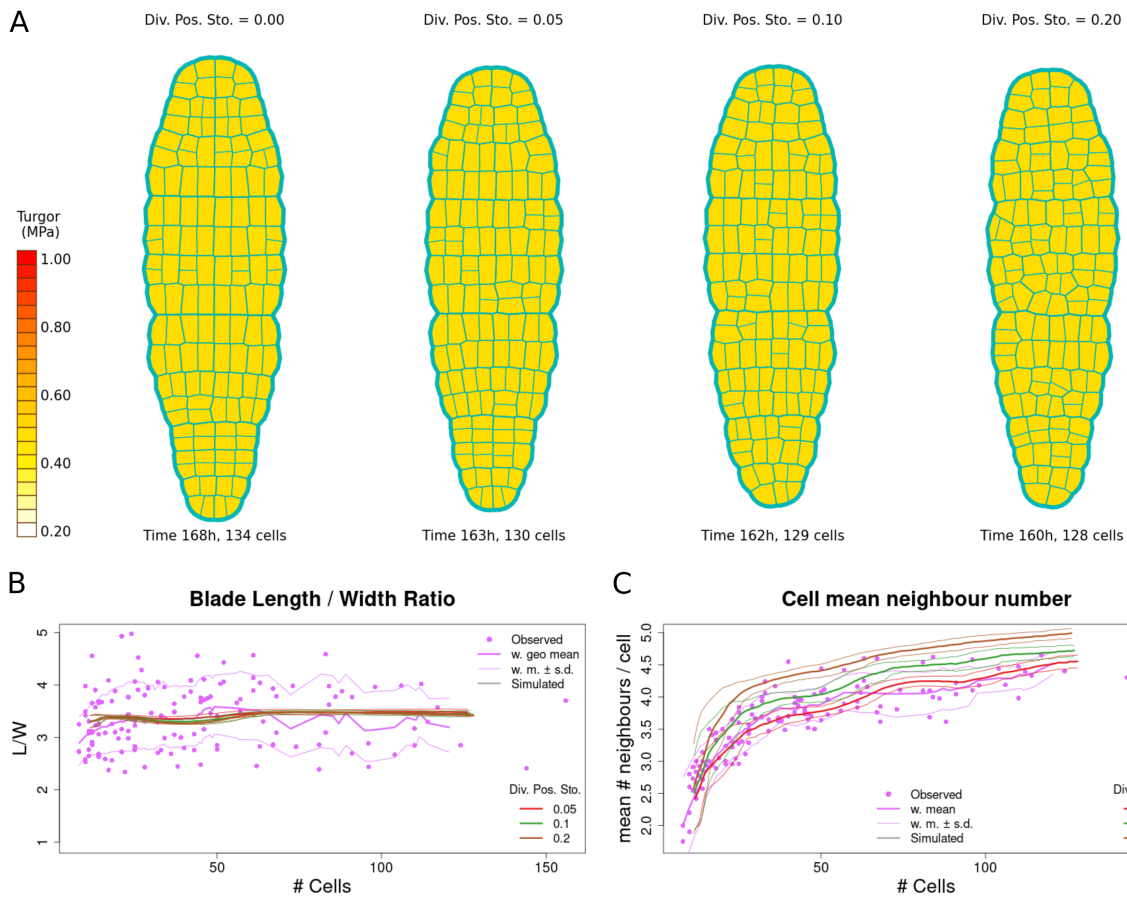 A
Div. Pos. Sto. = 0.00
Div. Pos. Sto. = 0.05
Div. Pos. Sto. = 0.10
Div. Pos. Sto. = 0.20
Turgor
(MPa)
1.00
0.80
0.60
0.40
0.20
Time 168h, 134 cells
Time 163h, 130 cells
Time 162h, 129 cells
Time 160h, 128 cells
B
Blade Length / Width Ratio
L/W
5
4
3
2
1
Observed
w. geo mean
w. m. ± s.d.
Simulated
Div. Pos. Sto.
0.05
0.1
0.2
50
100
150
# Cells
C
Cell mean neighbour number
mean # neighbours / cell
5.0
4.5
4.0
3.5
3.0
2.5
2.0
Observed
w. mean
w. m. ± s.d.
Simulated
Div
50
100
# Cells